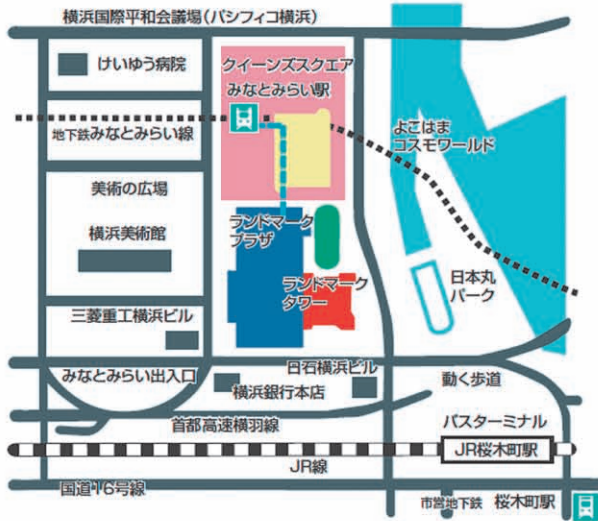 横浜国際平和会議場(パシフィコ横浜)
けいゆう病院
クイーンズスクエア
みなとみらい駅
地下鉄みなとみらい線
よこはま
コスモワールド
美術の広場
横浜美術館
ランドマーク
プラザ
ランドマーク
タワー
日本丸
パーク
三菱重工横浜ビル
みなとみらい出入口
日石横浜ビル
横浜銀行本店
動く歩道
首都高速横羽線
バスターミナル
JR桜木町駅
JR線
国道16号線
市営地下鉄 桜木町駅